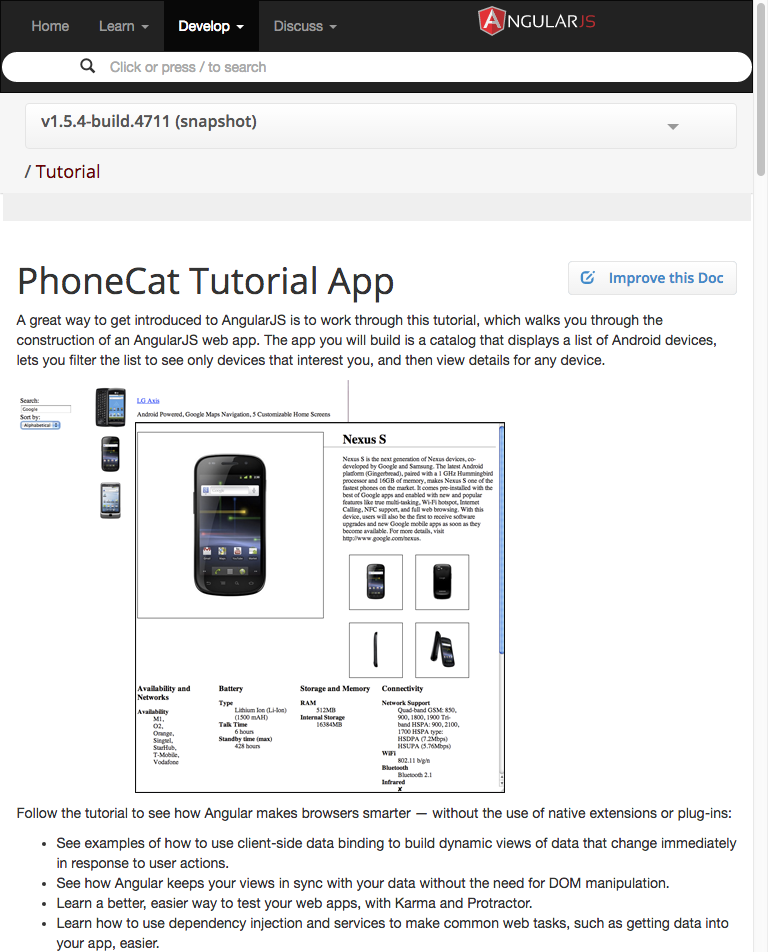 Home Learn Develop Discuss ANGULARJS
Click or press / to search
v1.5.4-build.4711 (snapshot)
/ Tutorial
PhoneCat Tutorial App
Improve this Doc
A great way to get introduced to AngularJS is to work through this tutorial, which walks you through the
construction of an AngularJS web app. The app you will build is a catalog that displays a list of Android devices,
lets you filter the list to see only devices that interest you, and then view details for any device.
Search:
Google
Sort by:
Alphabetical
LG Axis
Android Powered, Google Maps Navigation, 5 Customizable Home Screens
Nexus S
Nexus S is the next generation of Nexus devices, co-
developed by Google and Samsung. The latest Android
platform (Gingerbread), paired with a 1 GHz Hummingbird
processor and 16GB of memory, makes Nexus S one of the
fastest phones on the market. It comes pre-installed with the
best of Google apps and enabled with new and popular
features like true multi-tasking, Wi-Fi hotspot, Internet
Calling, NFC support, and full web browsing. With this
device, users will also be the first to receive software
upgrades and new Google mobile apps as soon as they
become available. For more details, visit
http://www.google.com/nexus.
Availability and
Networks
Availability
M1,
O2,
Orange,
Singtel,
StarHub,
T-Mobile,
Vodafone
Battery
Type
Lithium Ion (Li-Ion)
(1500 mAH)
Talk Time
6 hours
Standby time (max)
428 hours
Storage and Memory
RAM
512MB
Internal Storage
16384MB
Connectivity
Network Support
Quad-band GSM: 850,
900, 1800, 1900 Tri-
band HSPA: 900, 2100,
1700 HSPA type:
HSDPA (7.2Mbps)
HSUPA (5.76Mbps)
WiFi
802.11 b/g/n
Bluetooth
Bluetooth 2.1
Infrared
✘
Follow the tutorial to see how Angular makes browsers smarter — without the use of native extensions or plug-ins:
• See examples of how to use client-side data binding to build dynamic views of data that change immediately
in response to user actions.
• See how Angular keeps your views in sync with your data without the need for DOM manipulation.
• Learn a better, easier way to test your web apps, with Karma and Protractor.
• Learn how to use dependency injection and services to make common web tasks, such as getting data into
your app, easier.